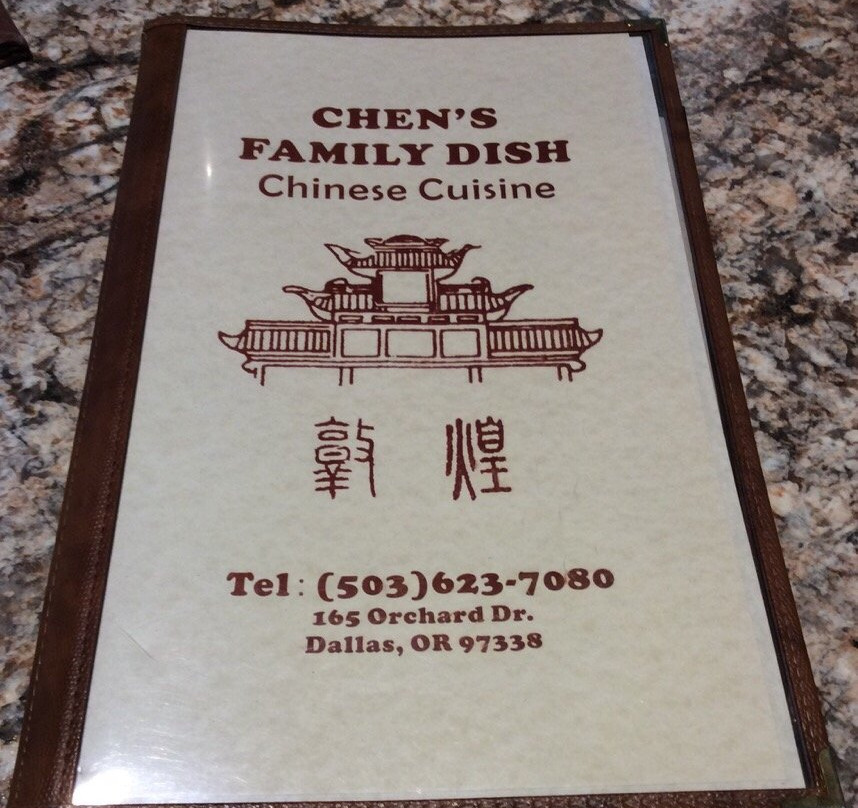 CHEN'S
FAMILY DISH
Chinese Cuisine
敦 煌
Tel: (503)623-7080
165 Orchard Dr.
Dallas, OR 97338